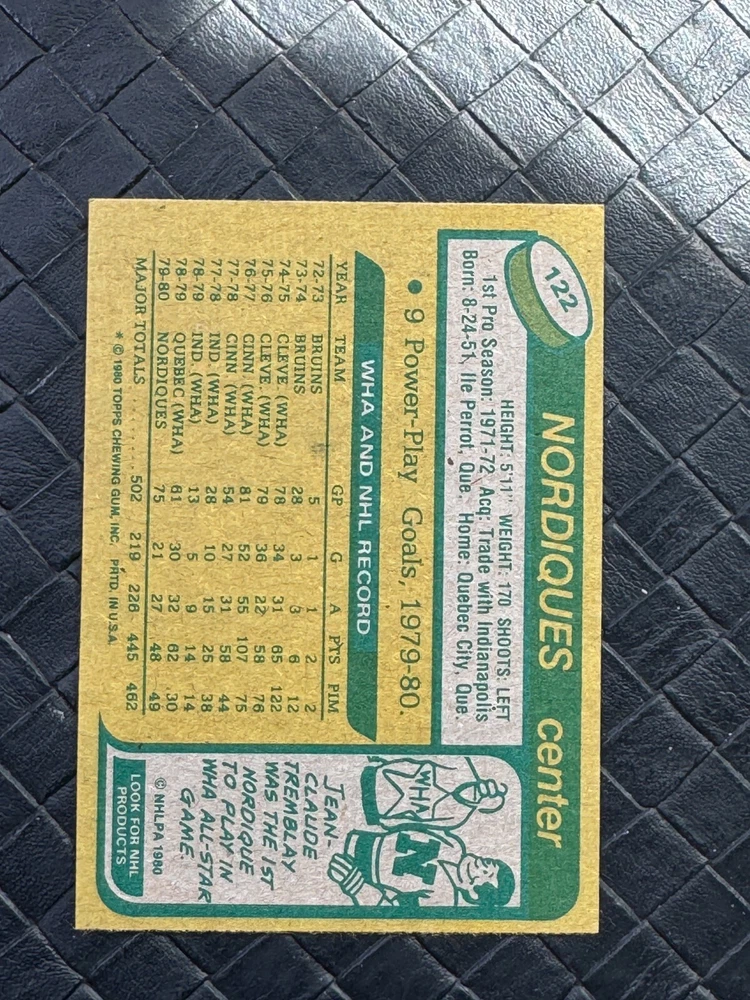 122
NORDIQUES center
HEIGHT: 5'11" WEIGHT: 170 SHOOTS: LEFT
1st Pro Season: 1971-72 Acq: Trade with Indianapolis
Born: 8-24-51, Ile Perrot, Que. Home: Quebec City, Que.
• 9 Power-Play Goals, 1979-80.
WHA AND NHL RECORD
YEAR TEAM GP G A PTS PIM
72-73 BRUINS 5 1 1 2 2
73-74 BRUINS 28 3 3 6 12
74-75 CLEVE (WHA) 78 34 31 65 122
75-76 CLEVE (WHA) 79 36 22 58 76
76-77 CINN (WHA) 81 52 55 107 75
77-78 CINN (WHA) 54 27 31 58 44
77-78 IND (WHA) 28 10 15 25 38
78-79 IND (WHA) 13 5 9 14 14
78-79 QUEBEC (WHA) 61 30 32 62 30
79-80 NORDIQUES 75 21 27 48 49
MAJOR TOTALS ....... 502 219 226 445 462
* © 1980 TOPPS CHEWING GUM, INC. PRTD. IN U.S.A.
WHA
N
JEAN-
CLAUDE
TREMBLAY
WAS THE 1ST
NORDIQUE
TO PLAY IN
WHA ALL-STAR
GAME.
© NHLPA 1980
LOOK FOR NHL
PRODUCTS